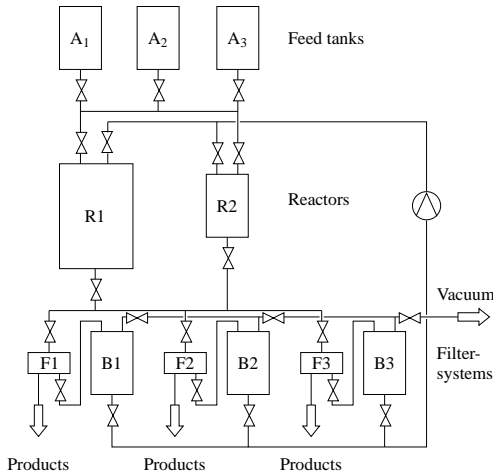 A1 A2 A3 Feed tanks
R1 R2 Reactors
Vacuum
F1 B1 F2 B2 F3 B3 Filter-
systems
Products Products Products